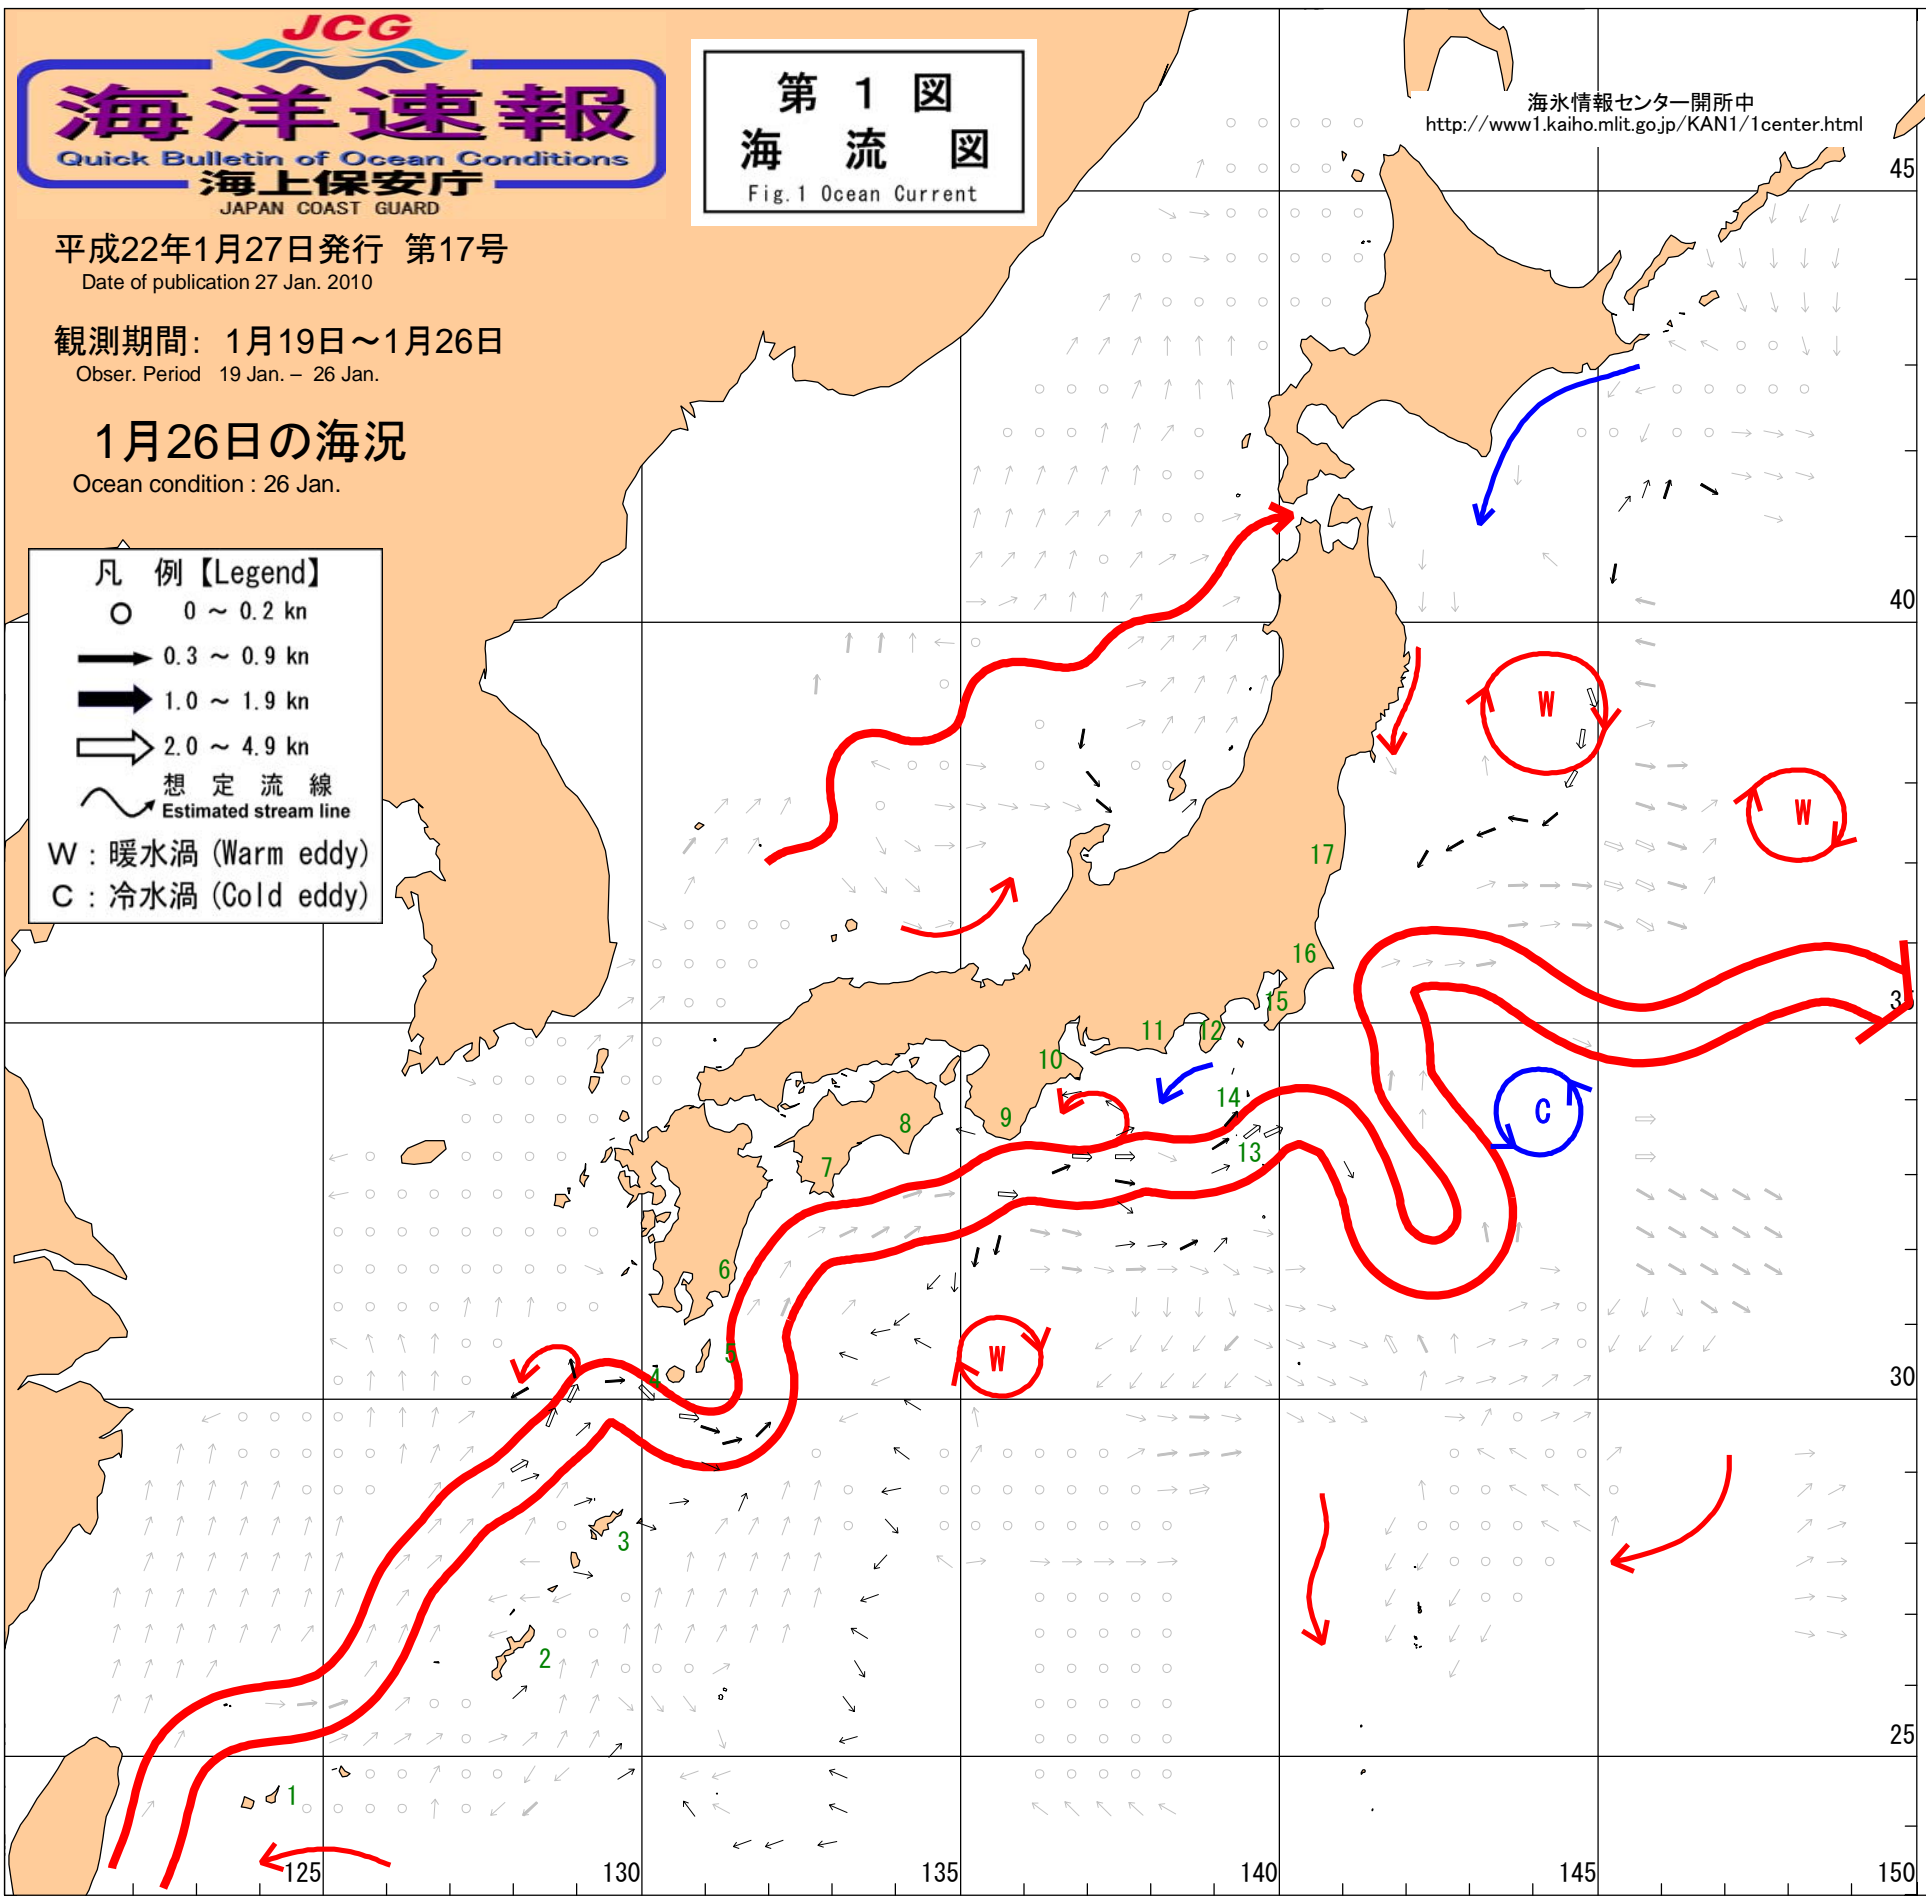 JCG
海洋速報
Quick Bulletin of Ocean Conditions
海上保安庁
JAPAN COAST GUARD
第 1 図
海 流 図
Fig.1 Ocean Current
海氷情報センター開所中
http://www1.kaiho.mlit.go.jp/KAN1/1center.html
平成22年1月27日発行 第17号
Date of publication 27 Jan. 2010
観測期間: 1月19日～1月26日
Obser. Period 19 Jan. – 26 Jan.
1月26日の海況
Ocean condition : 26 Jan.
凡 例【Legend】
0 ～ 0.2 kn
0.3 ～ 0.9 kn
1.0 ～ 1.9 kn
2.0 ～ 4.9 kn
想 定 流 線
Estimated stream line
W : 暖水渦 (Warm eddy)
C : 冷水渦 (Cold eddy)
45
40
W
W
17
16
15
35
11
12
10
14
C
8
9
13
7
6
5
W
4
30
3
2
25
1
125
130
135
140
145
150